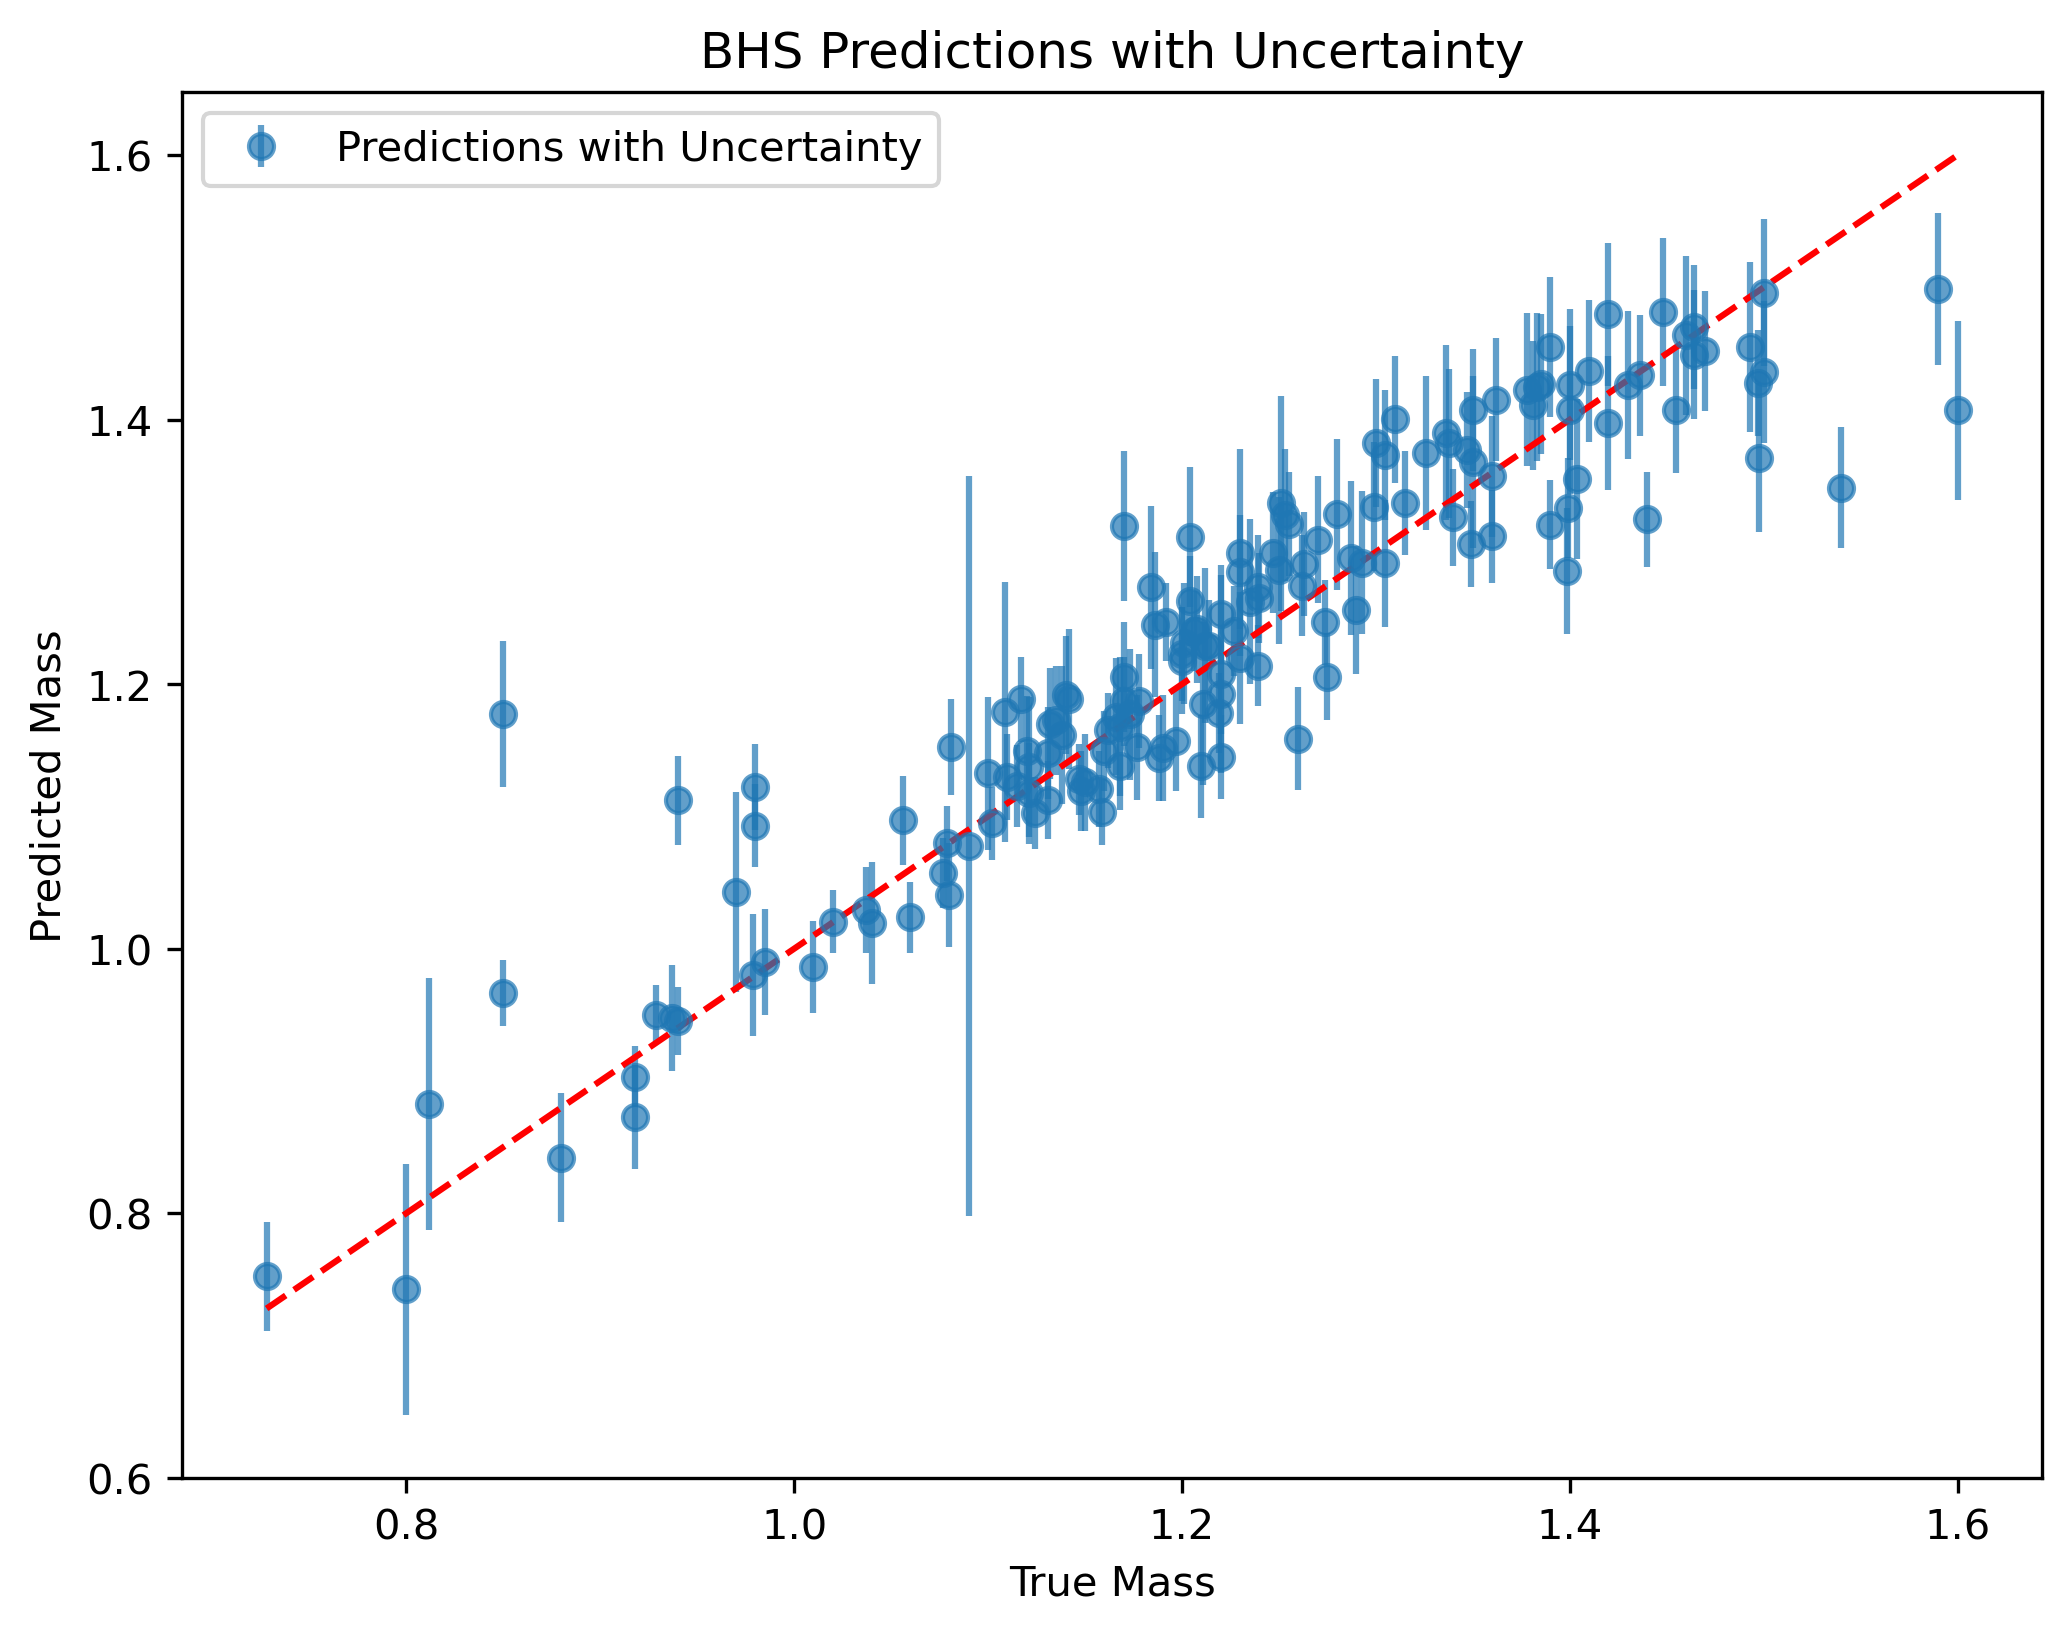 BHS Predictions with Uncertainty
Predictions with Uncertainty
1.6
1.4
1.2
1.0
0.8
0.6
Predicted Mass
0.8 1.0 1.2 1.4 1.6
True Mass